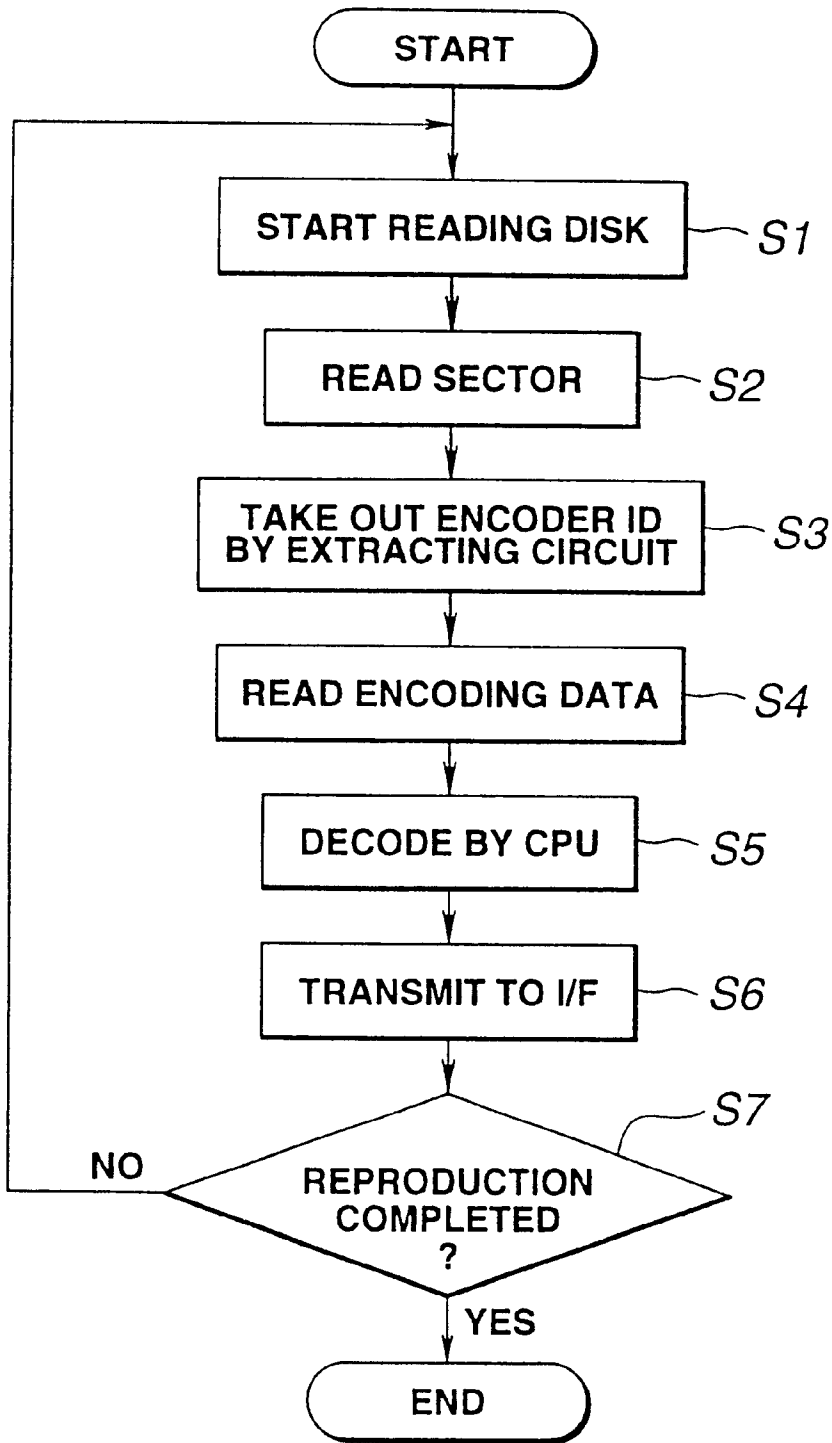 START
START READING DISK
S1
READ SECTOR
S2
TAKE OUT ENCODER ID
BY EXTRACTING CIRCUIT
S3
READ ENCODING DATA
S4
DECODE BY CPU
S5
TRANSMIT TO I/F
S6
S7
NO
REPRODUCTION
COMPLETED
?
YES
END